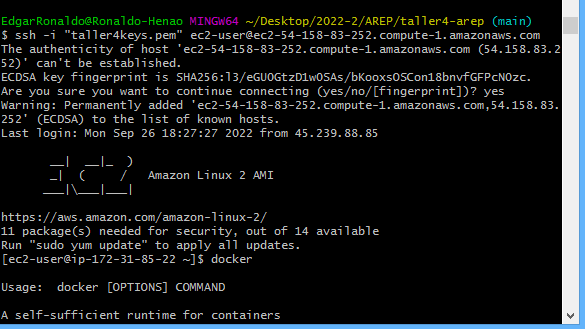 EdgarRonaldo@Ronaldo-Henao MINGW64 ~/Desktop/2022-2/AREP/taller4-arep (main)
$ ssh -i "taller4keys.pem" ec2-user@ec2-54-158-83-252.compute-1.amazonaws.com
The authenticity of host 'ec2-54-158-83-252.compute-1.amazonaws.com (54.158.83.2
52)' can't be established.
ECDSA key fingerprint is SHA256:l3/eGUOGtzD1wOSAs/bKooxsOSCon18bnvfGFPcNOzc.
Are you sure you want to continue connecting (yes/no/[fingerprint])? yes
Warning: Permanently added 'ec2-54-158-83-252.compute-1.amazonaws.com,54.158.83.
252' (ECDSA) to the list of known hosts.
Last login: Mon Sep 26 18:27:27 2022 from 45.239.88.85
       __|  __|_  )
       _|  (     /   Amazon Linux 2 AMI
      ___|\___|___|
https://aws.amazon.com/amazon-linux-2/
11 package(s) needed for security, out of 14 available
Run "sudo yum update" to apply all updates.
[ec2-user@ip-172-31-85-22 ~]$ docker
Usage:  docker [OPTIONS] COMMAND
A self-sufficient runtime for containers